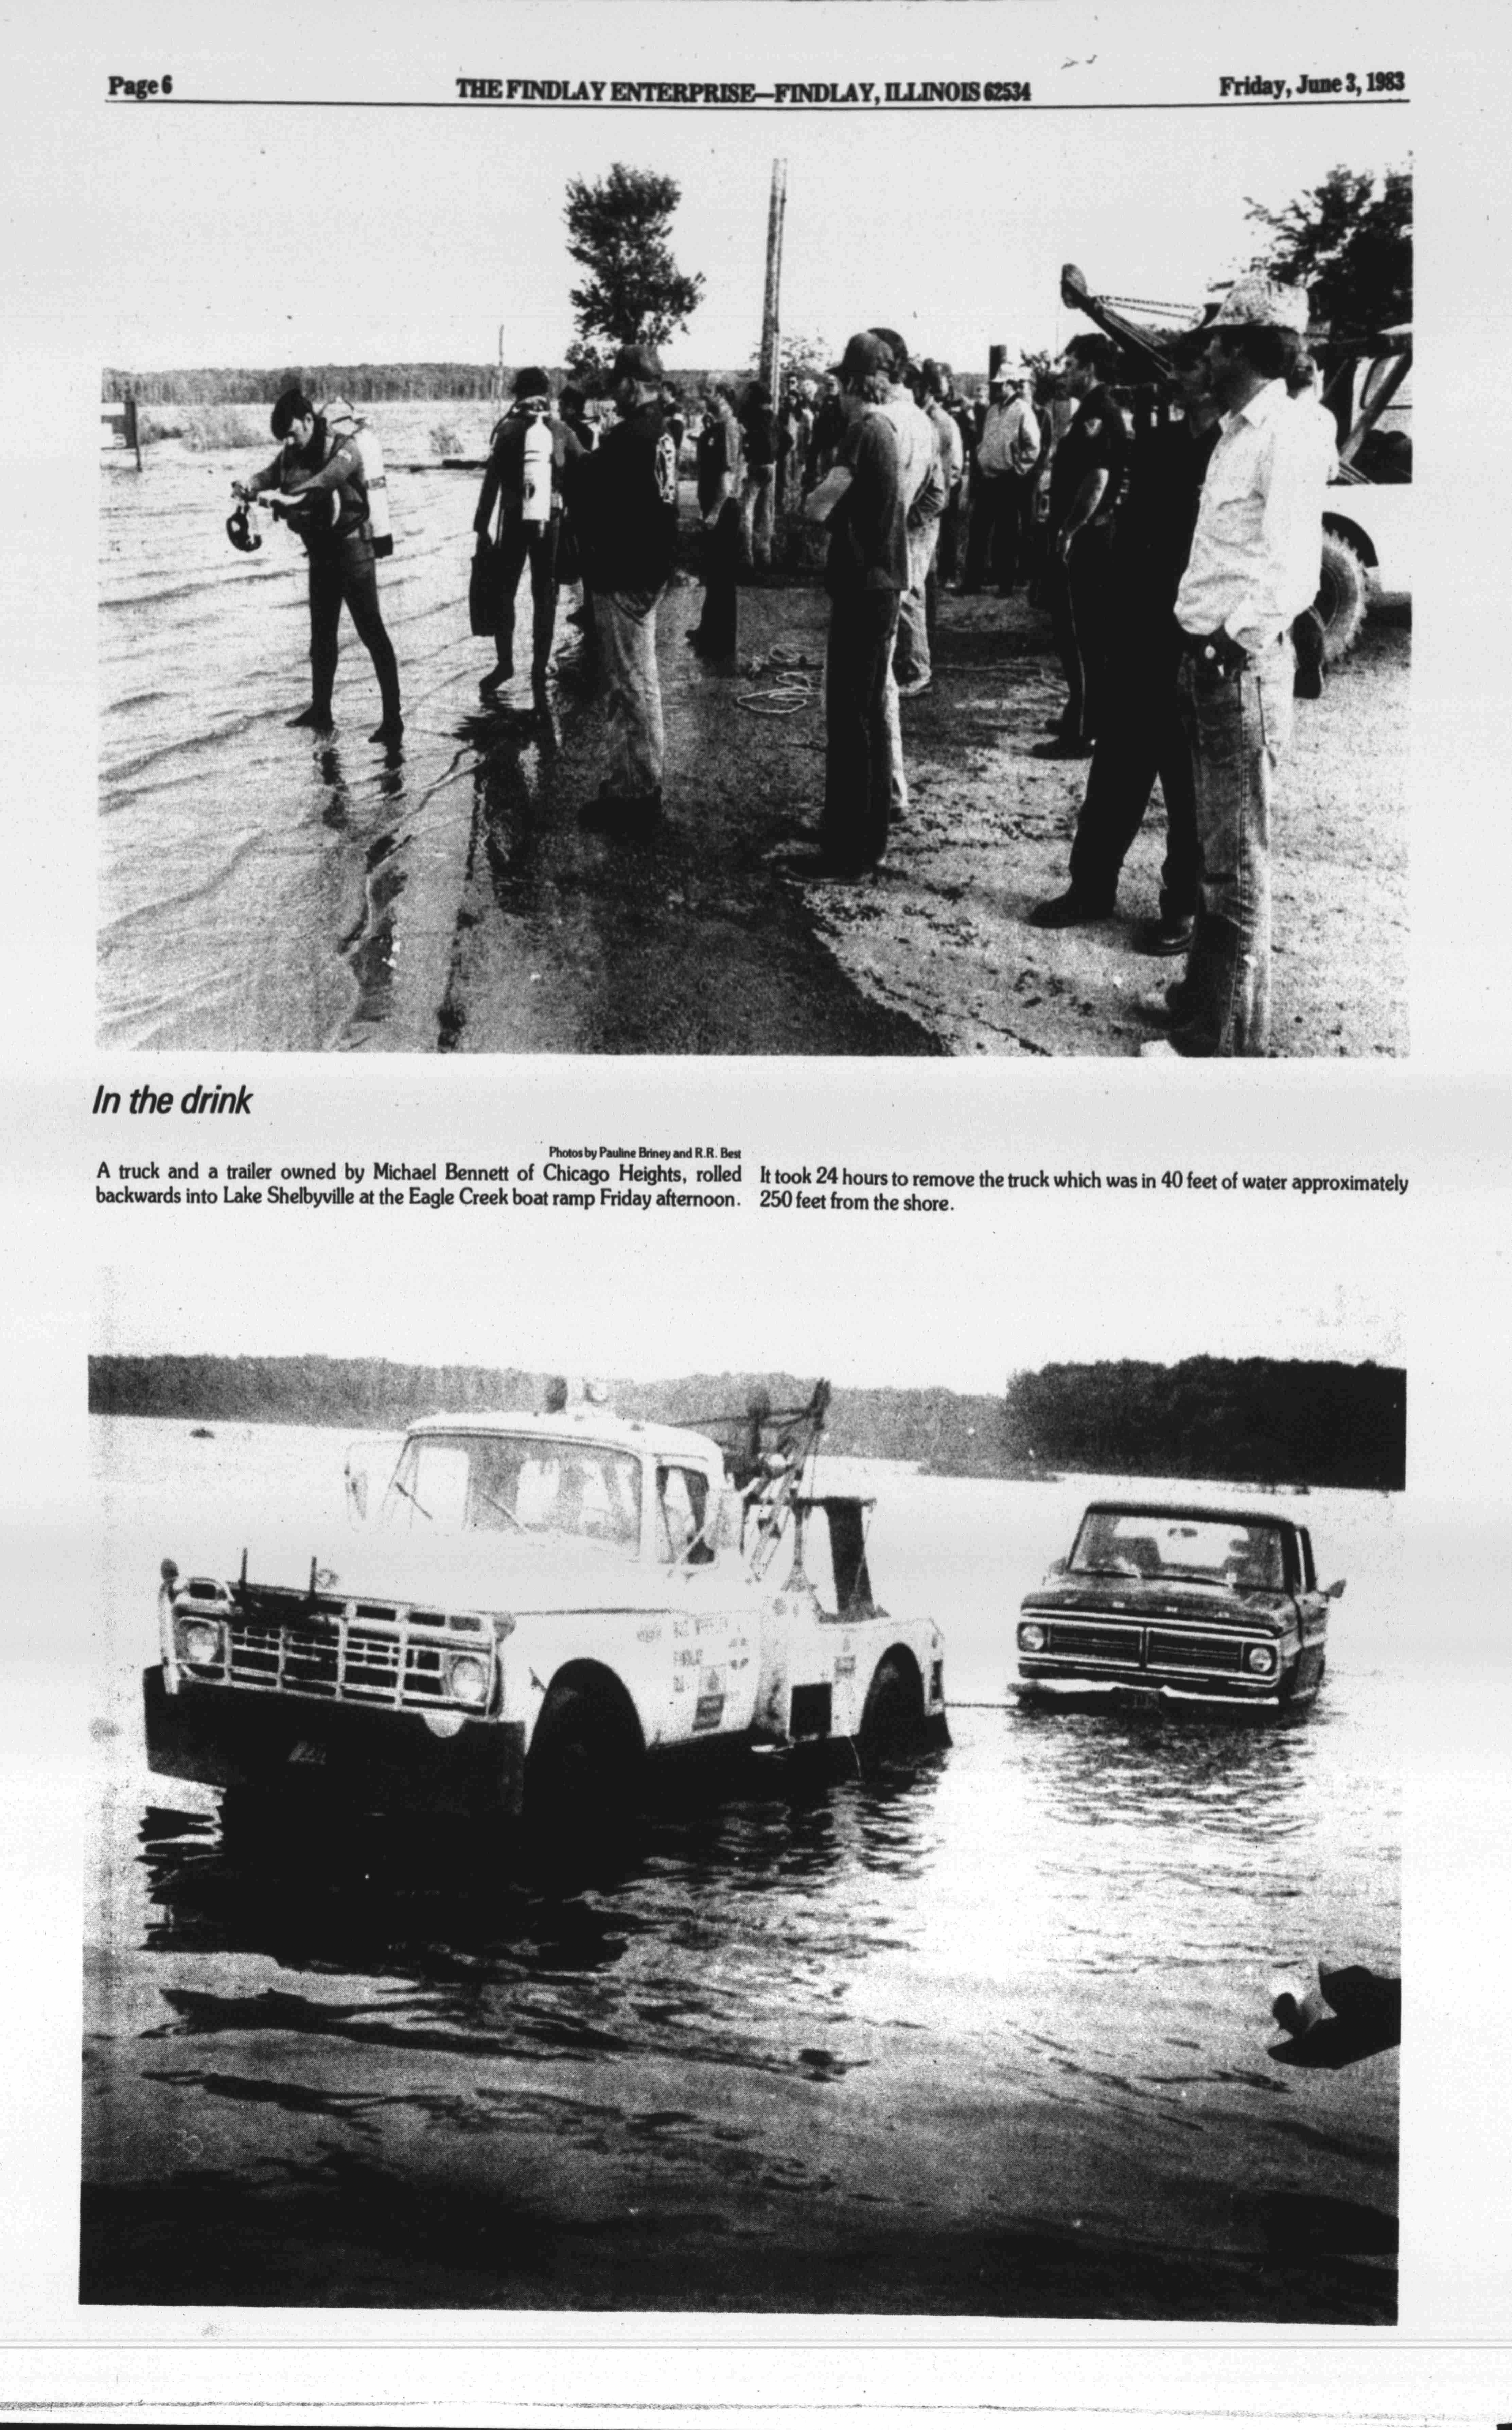 Page 6
THE FINDLAY ENTERPRISE—FINDLAY, ILLINOIS 62534
Friday, June 3, 1983
In the drink
Photos by Pauline Briney and R.R. Best
A truck and a trailer owned by Michael Bennett of Chicago Heights, rolled
backwards into Lake Shelbyville at the Eagle Creek boat ramp Friday afternoon.
It took 24 hours to remove the truck which was in 40 feet of water approximately
250 feet from the shore.
FORD